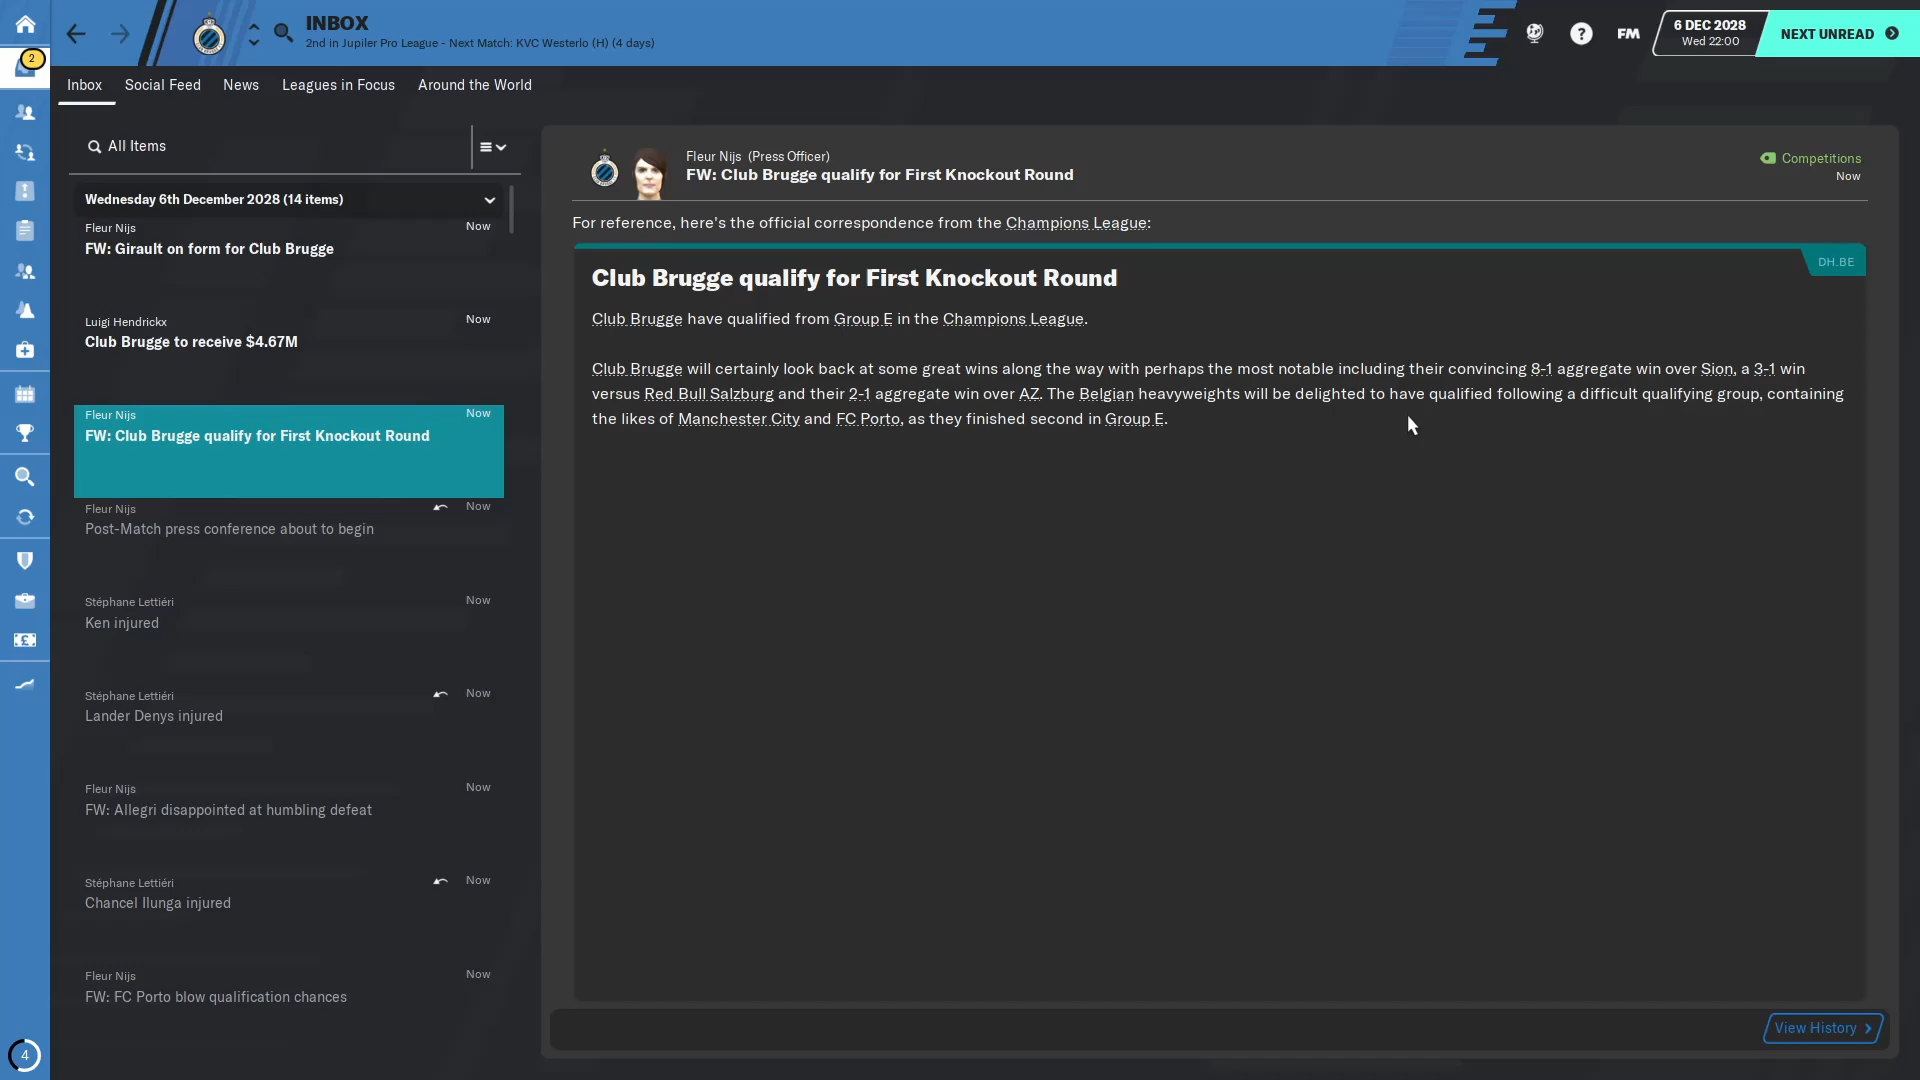 INBOX
2nd in Jupiler Pro League - Next Match: KVC Westerlo (H) (4 days)
FM
6 DEC 2028
Wed 22:00
NEXT UNREAD
2
Inbox
Social Feed
News
Leagues in Focus
Around the World
All Items
Wednesday 6th December 2028 (14 items)
Fleur Nijs
Now
FW: Girault on form for Club Brugge
Luigi Hendrickx
Now
Club Brugge to receive $4.67M
Fleur Nijs
Now
FW: Club Brugge qualify for First Knockout Round
Fleur Nijs
Now
Post-Match press conference about to begin
Stéphane Lettiéri
Now
Ken injured
Stéphane Lettiéri
Now
Lander Denys injured
Fleur Nijs
Now
FW: Allegri disappointed at humbling defeat
Stéphane Lettiéri
Now
Chancel Ilunga injured
Fleur Nijs
Now
FW: FC Porto blow qualification chances
4
Fleur Nijs (Press Officer)
FW: Club Brugge qualify for First Knockout Round
Competitions
Now
For reference, here's the official correspondence from the Champions League:
DH.BE
Club Brugge qualify for First Knockout Round
Club Brugge have qualified from Group E in the Champions League.
Club Brugge will certainly look back at some great wins along the way with perhaps the most notable including their convincing 8-1 aggregate win over Sion, a 3-1 win
versus Red Bull Salzburg and their 2-1 aggregate win over AZ. The Belgian heavyweights will be delighted to have qualified following a difficult qualifying group, containing
the likes of Manchester City and FC Porto, as they finished second in Group E.
View History